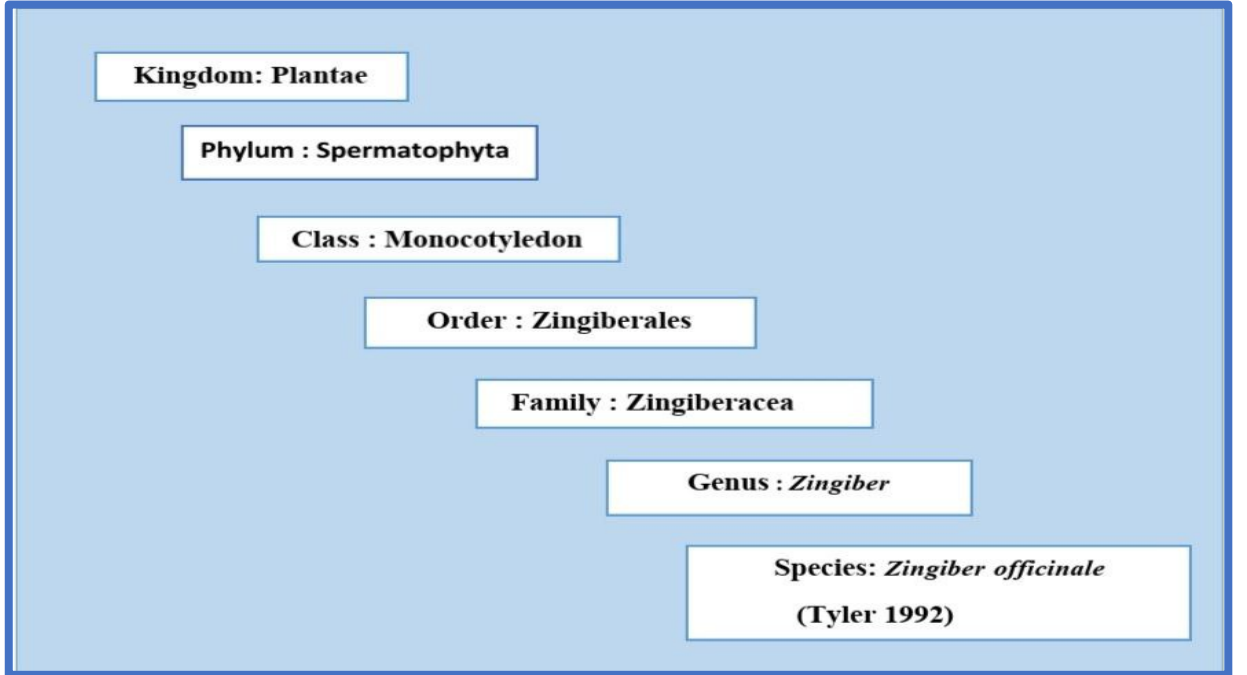 Kingdom: Plantae
Phylum : Spermatophyta
Class : Monocotyledon
Order : Zingiberales
Family : Zingiberacea
Genus : Zingiber
Species: Zingiber officinale
(Tyler 1992)